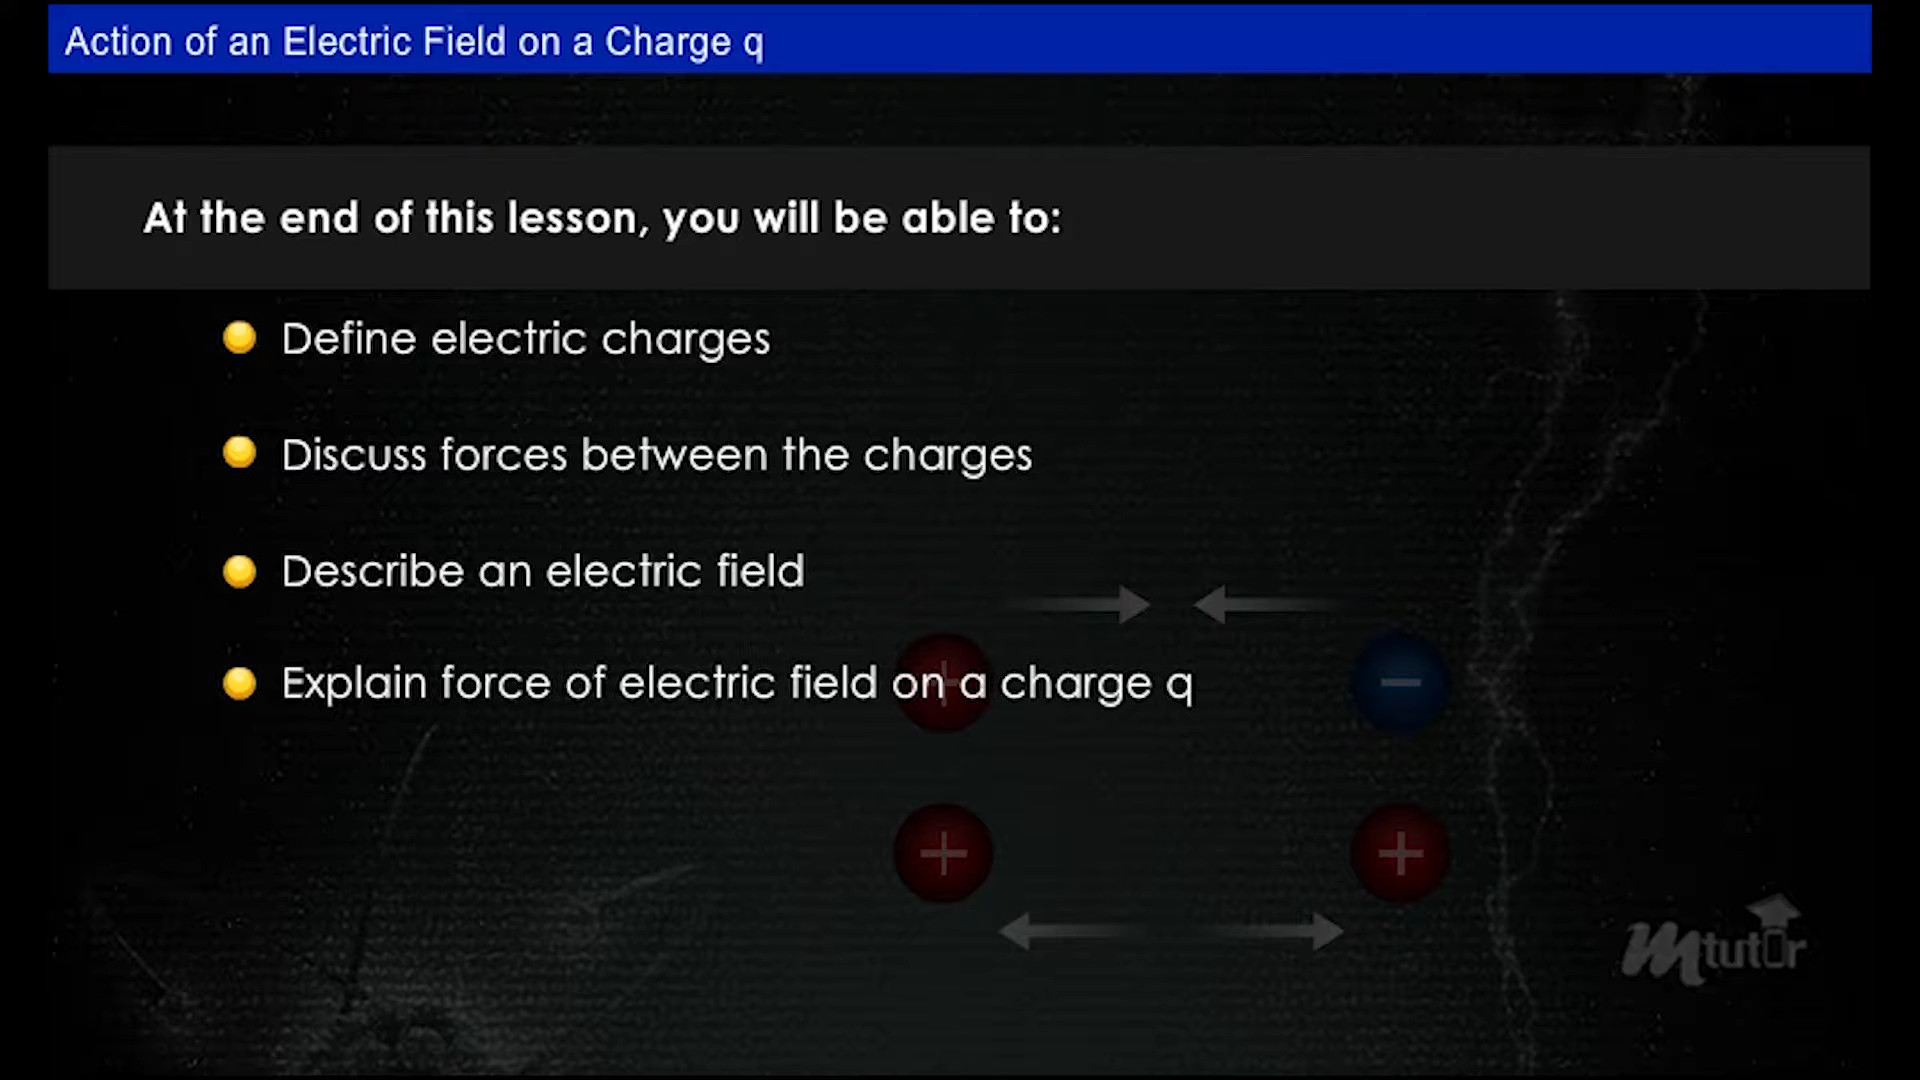 Action of an Electric Field on a Charge q
At the end of this lesson, you will be able to:
Define electric charges
Discuss forces between the charges
Describe an electric field
Explain force of electric field on a charge q
+ −
+ +
mtutor